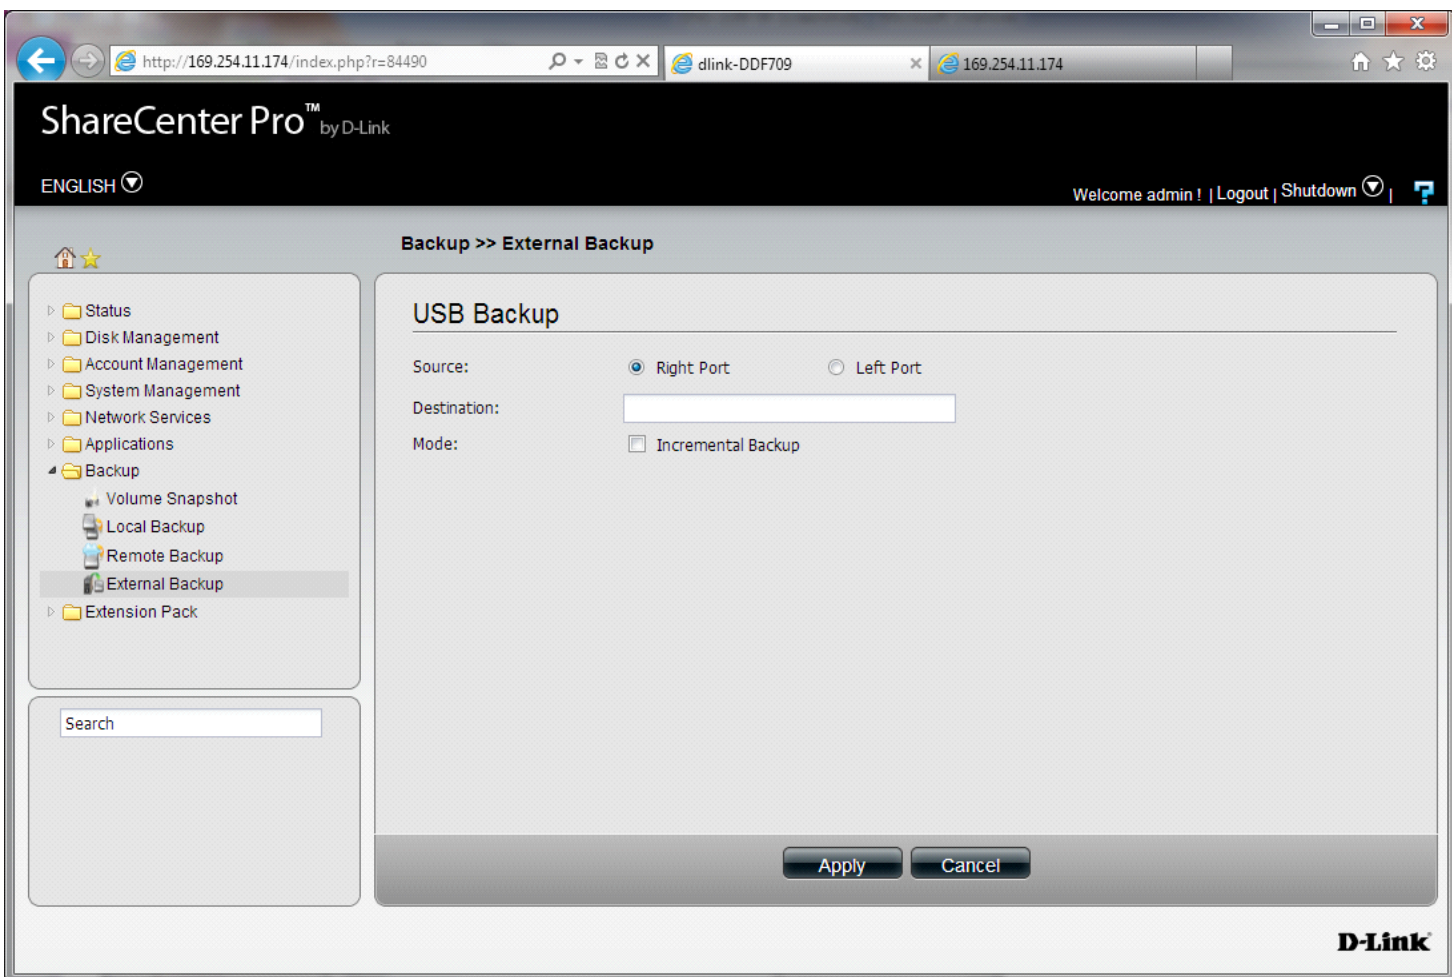 http://169.254.11.174/index.php?r=84490
dlink-DDF709
169.254.11.174
ShareCenter Pro™ by D-Link
ENGLISH
Welcome admin ! | Logout | Shutdown |
?
Backup >> External Backup
Status
Disk Management
Account Management
System Management
Network Services
Applications
Backup
Volume Snapshot
Local Backup
Remote Backup
External Backup
Extension Pack
Search
USB Backup
Source: Right Port Left Port
Destination:
Mode: Incremental Backup
Apply Cancel
D-Link